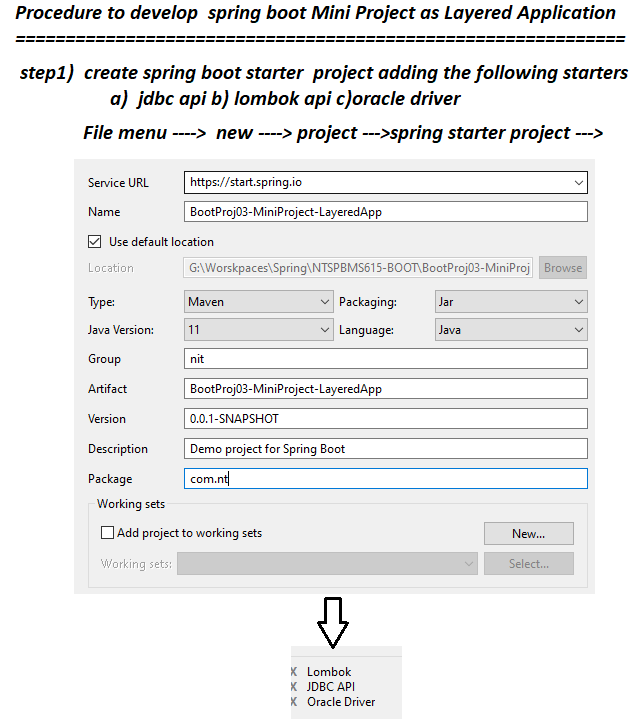 Procedure to develop spring boot Mini Project as Layered Application
==============================================================
step1) create spring boot starter project adding the following starters
a) jdbc api b) lombok api c)oracle driver
File menu ----> new ----> project --->spring starter project --->
Service URL https://start.spring.io
Name BootProj03-MiniProject-LayeredApp
Use default location
Location G:\Worskpaces\Spring\NTSPBMS615-BOOT\BootProj03-MiniProj Browse
Type: Maven Packaging: Jar
Java Version: 11 Language: Java
Group nit
Artifact BootProj03-MiniProject-LayeredApp
Version 0.0.1-SNAPSHOT
Description Demo project for Spring Boot
Package com.nt
Working sets
Add project to working sets New...
Working sets: Select...
X Lombok
X JDBC API
X Oracle Driver